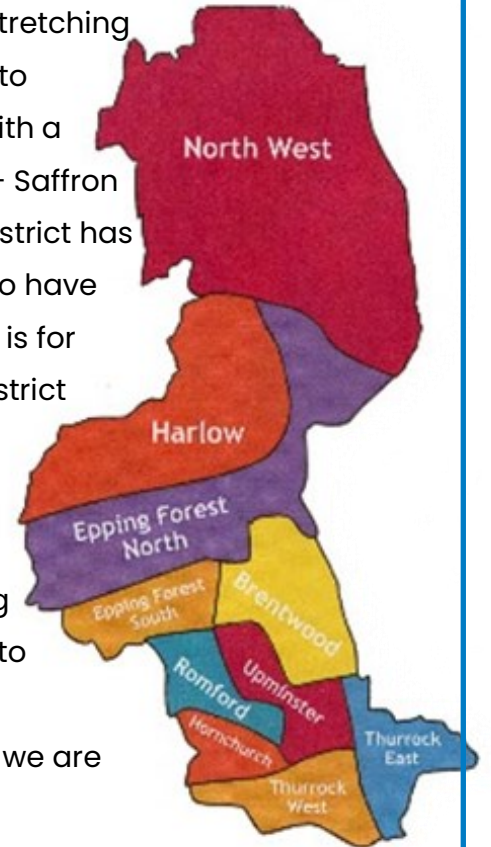 tretching
to
ith a
- Saffron
strict has
o have
is for
strict
g
to
we are
North West
Harlow
Epping Forest
North
Epping Forest
South
Brentwood
Romford
Upminster
Hornchurch
Thurrock
East
Thurrock
West